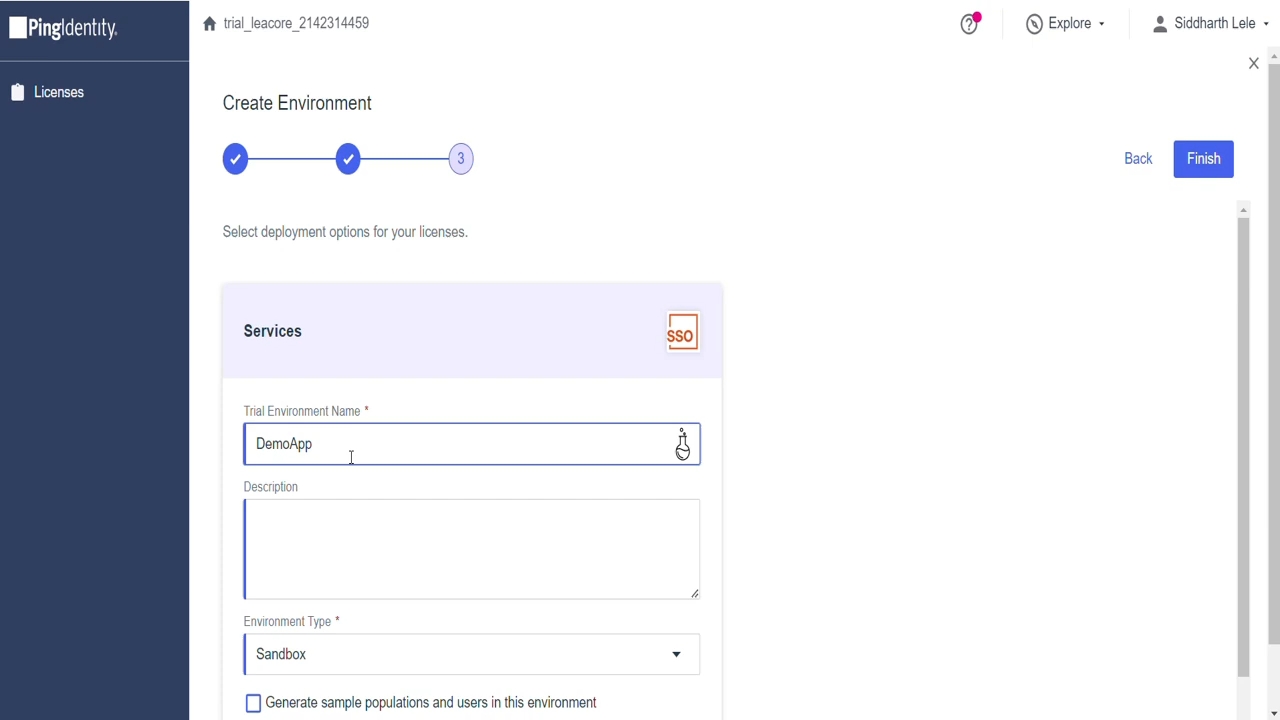 PingIdentity.
trial_leacore_2142314459
Explore
Siddharth Lele
Licenses
Create Environment
3
Back
Finish
Select deployment options for your licenses.
Services
SSO
Trial Environment Name *
DemoApp
Description
Environment Type *
Sandbox
Generate sample populations and users in this environment